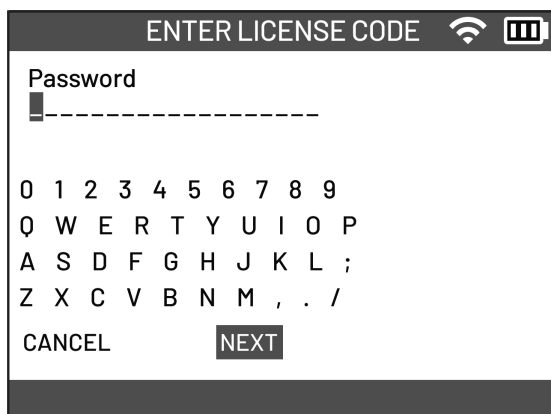 ENTER LICENSE CODE
Password
_------------------
0 1 2 3 4 5 6 7 8 9
Q W E R T Y U I O P
A S D F G H J K L ;
Z X C V B N M , . /
CANCEL NEXT